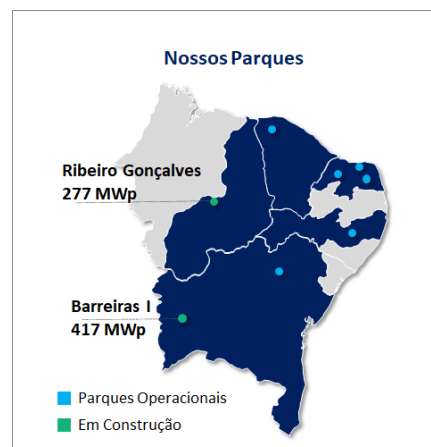 Nossos Parques
Ribeiro Gonçalves
277 MWp
Barreiras I
417 MWp
Parques Operacionais
Em Construção